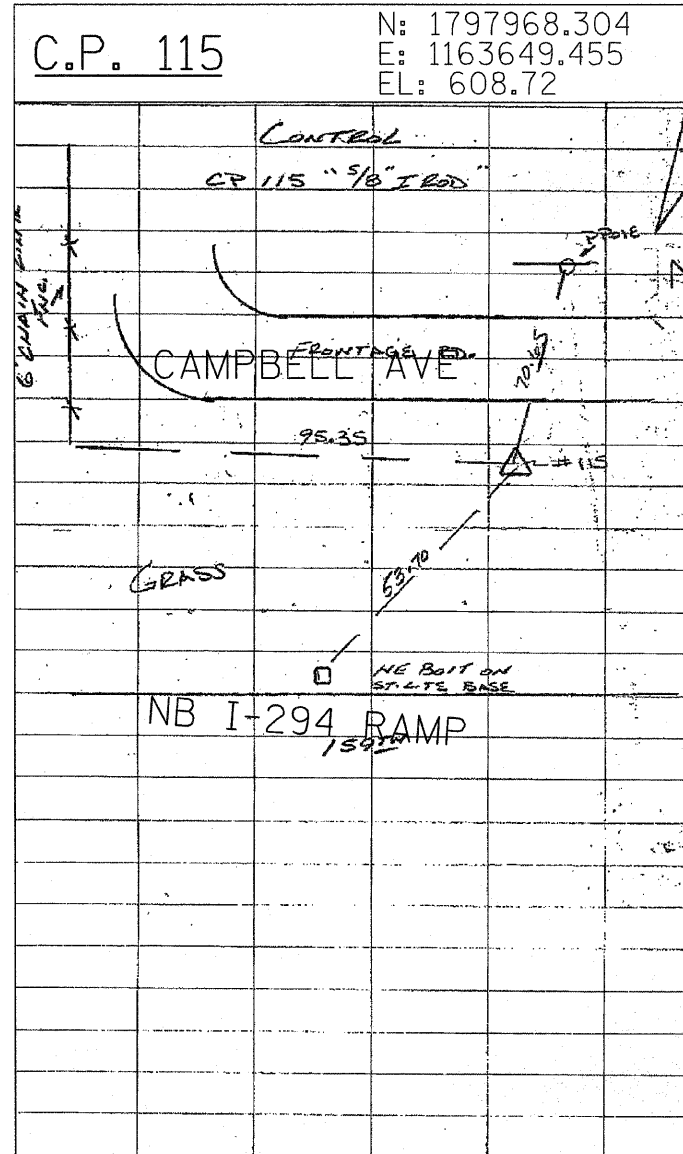 C.P. 115
N: 1797968.304
E: 1163649.455
EL: 608.72
CONTROL
CP 115 "5/8" I ROD"
P.POLE
6' CHAIN LINK
FNC.
FRONTAGE RD.
CAMPBELL AVE
70.65
95.35
#115
GRASS
53.70
NE BOLT ON
ST. LITE BASE
NB I-294 RAMP
159TH